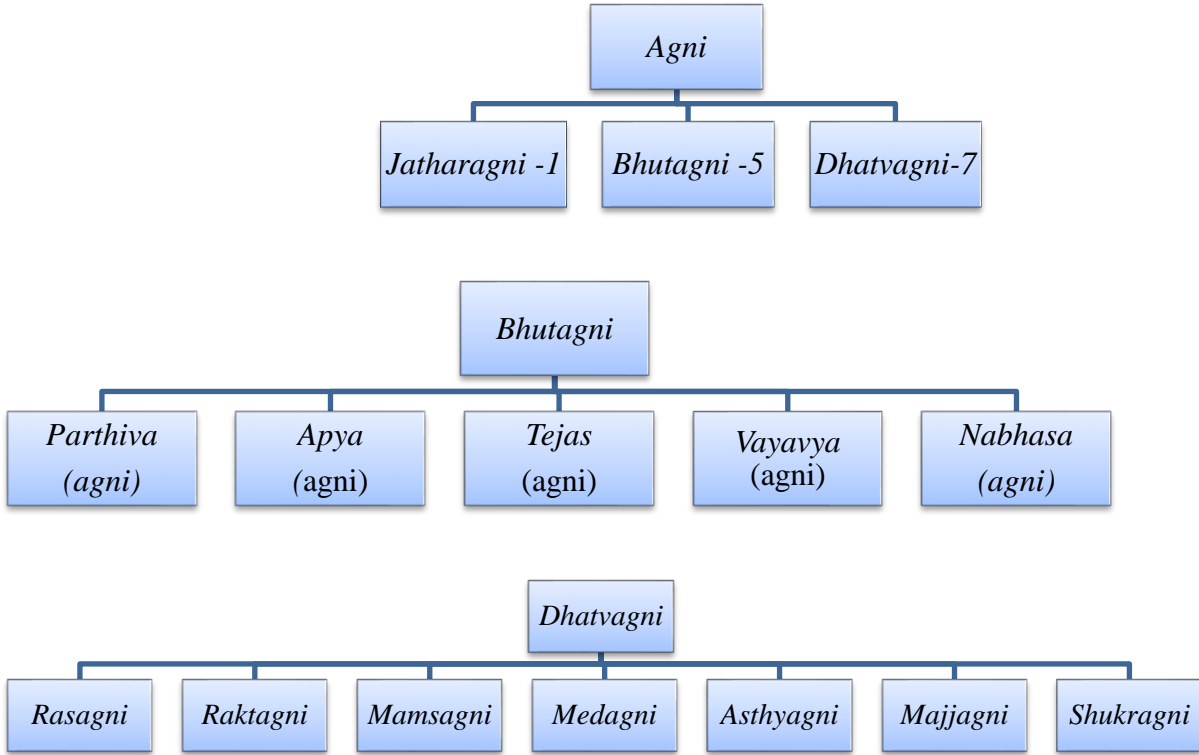 Agni
Jatharagni -1
Bhutagni -5
Dhatvagni-7
Bhutagni
Parthiva
(agni)
Apya
(agni)
Tejas
(agni)
Vayavya
(agni)
Nabhasa
(agni)
Dhatvagni
Rasagni
Raktagni
Mamsagni
Medagni
Asthyagni
Majjagni
Shukragni